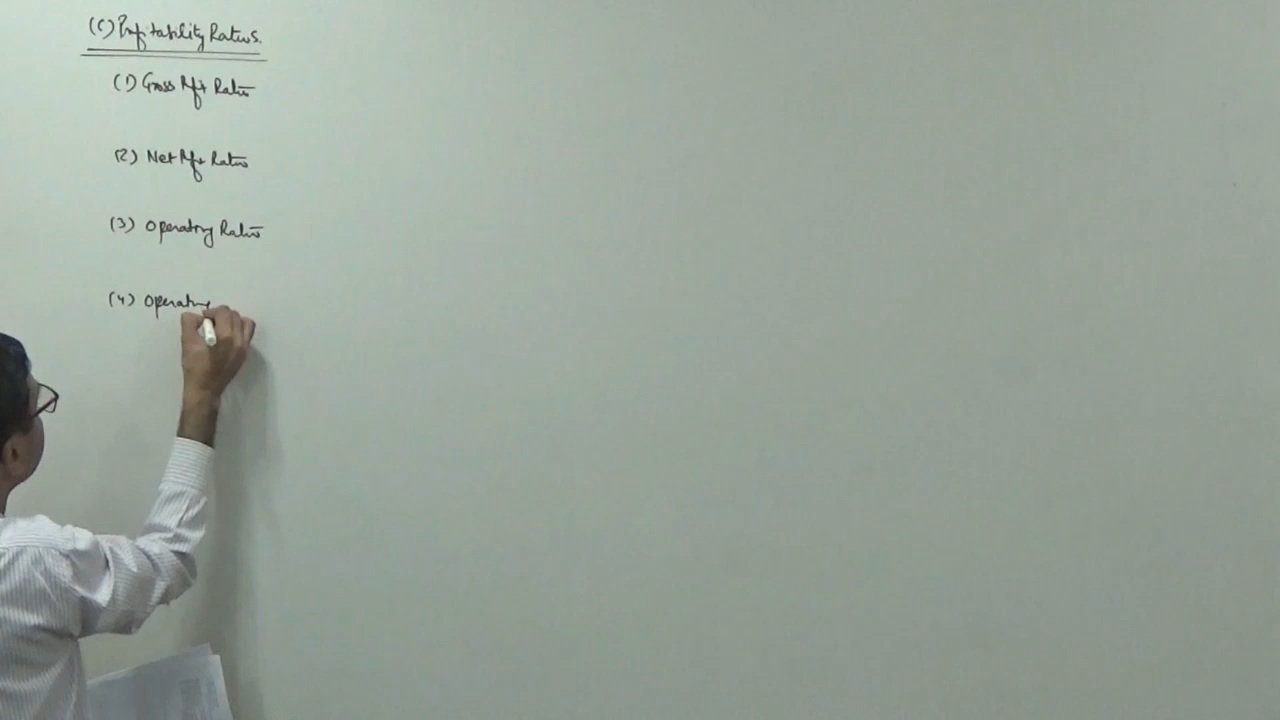 (C) Profitability Ratios.
(1) Gross Pft Ratio
(2) Net Pft Ratio
(3) Operating Ratio
(4) Operating